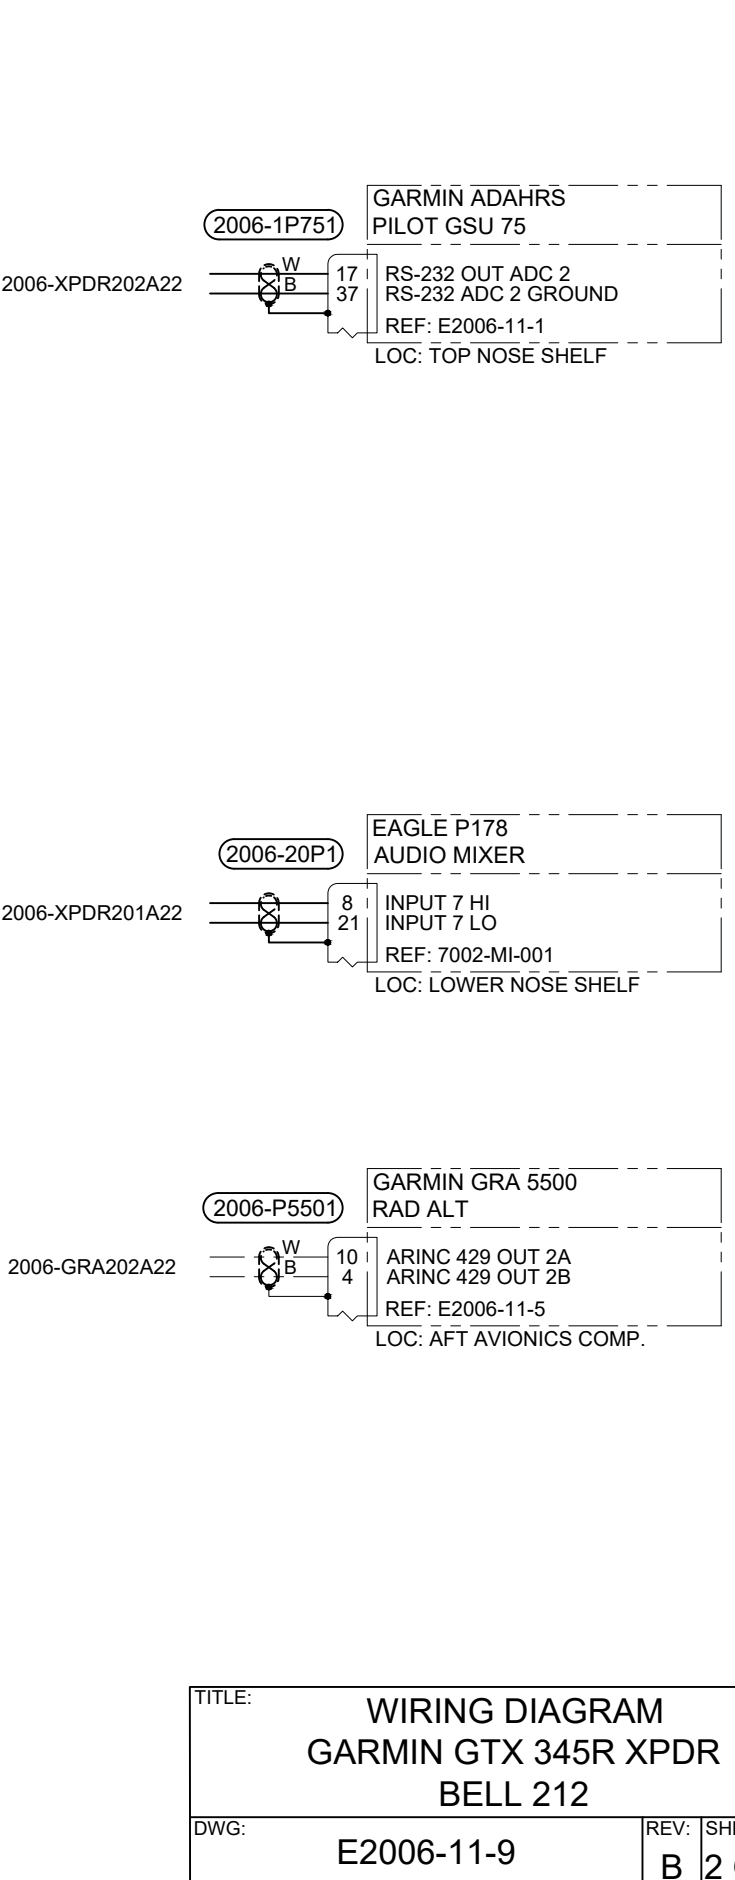 GARMIN ADAHRS
2006-1P751 PILOT GSU 75
W
17 RS-232 OUT ADC 2
2006-XPDR202A22
B
37 RS-232 ADC 2 GROUND
REF: E2006-11-1
LOC: TOP NOSE SHELF
EAGLE P178
2006-20P1 AUDIO MIXER
8 INPUT 7 HI
2006-XPDR201A22
21 INPUT 7 LO
REF: 7002-MI-001
LOC: LOWER NOSE SHELF
GARMIN GRA 5500
2006-P5501 RAD ALT
W
10 ARINC 429 OUT 2A
2006-GRA202A22
B
4 ARINC 429 OUT 2B
REF: E2006-11-5
LOC: AFT AVIONICS COMP.
TITLE:
WIRING DIAGRAM
GARMIN GTX 345R XPDR
BELL 212
DWG: REV:
E2006-11-9 B 2